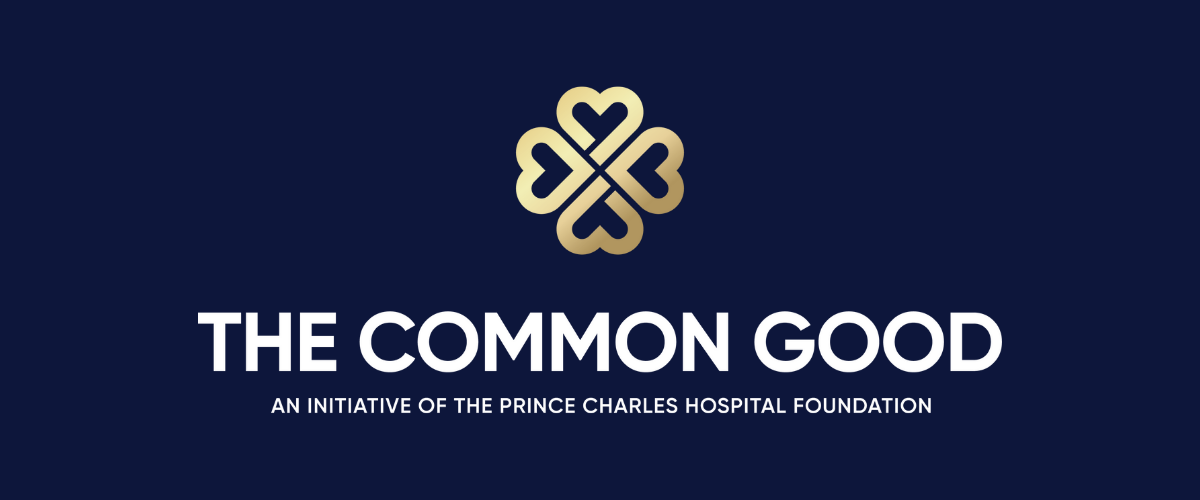 THE COMMON GOOD
AN INITIATIVE OF THE PRINCE CHARLES HOSPITAL FOUNDATION